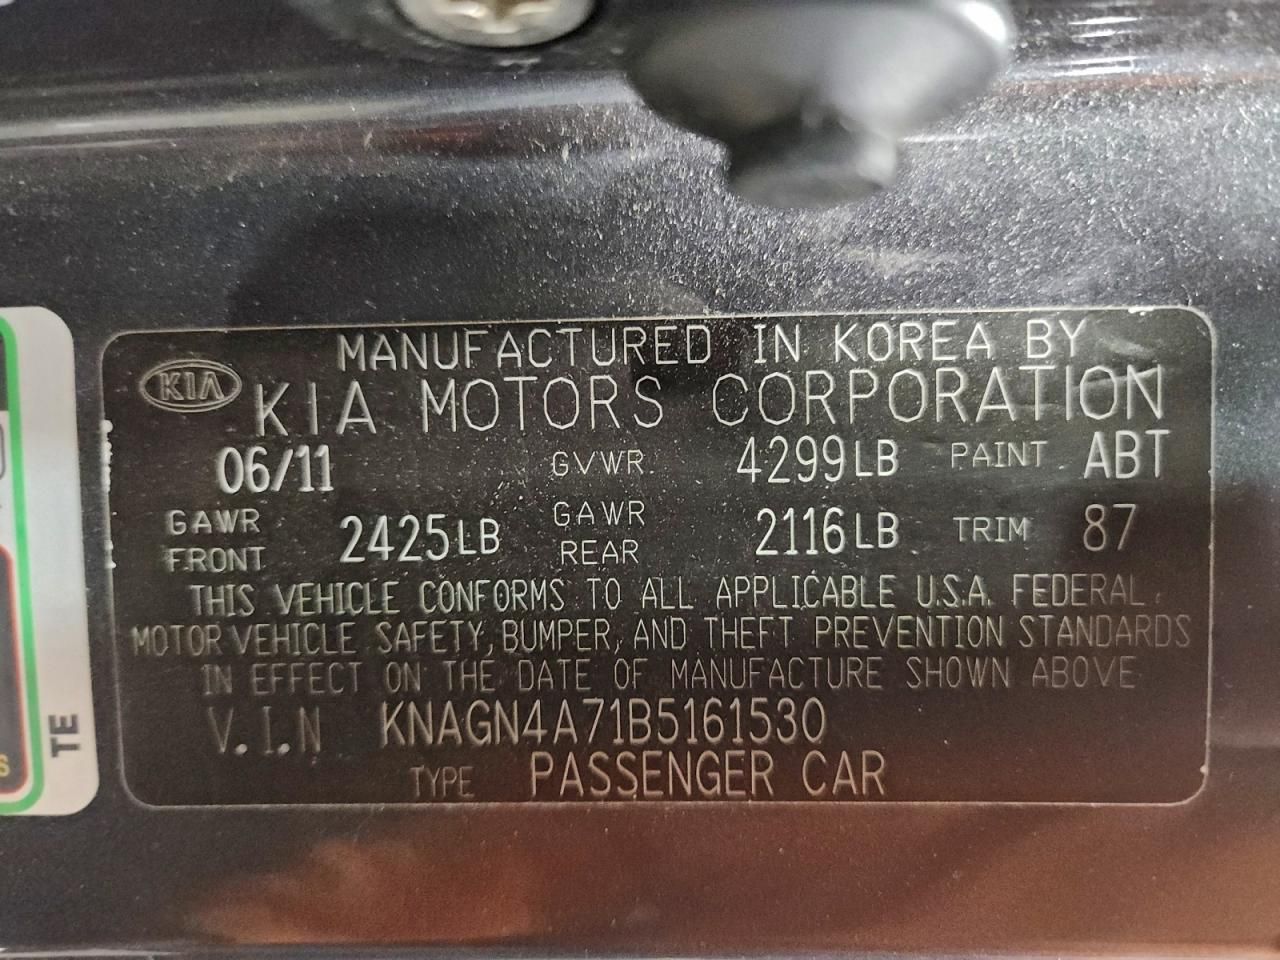 MANUFACTURED IN KOREA BY
KIA
KIA MOTORS CORPORATION
06/11 GVWR 4299LB PAINT ABT
GAWR FRONT 2425LB GAWR REAR 2116LB TRIM 87
THIS VEHICLE CONFORMS TO ALL APPLICABLE U.S.A. FEDERAL
MOTOR VEHICLE SAFETY, BUMPER, AND THEFT PREVENTION STANDARDS
IN EFFECT ON THE DATE OF MANUFACTURE SHOWN ABOVE
V.I.N KNAGN4A71B5161530
TYPE PASSENGER CAR
TE
S